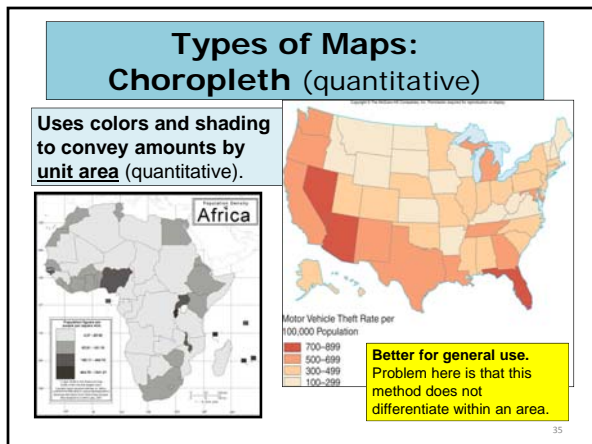 Types of Maps:
Choropleth (quantitative)
Uses colors and shading
to convey amounts by
unit area (quantitative).
Population Density
Africa
Motor Vehicle Theft Rate per
100,000 Population
700–899
500–699
300–499
100–299
Better for general use.
Problem here is that this
method does not
differentiate within an area.
35